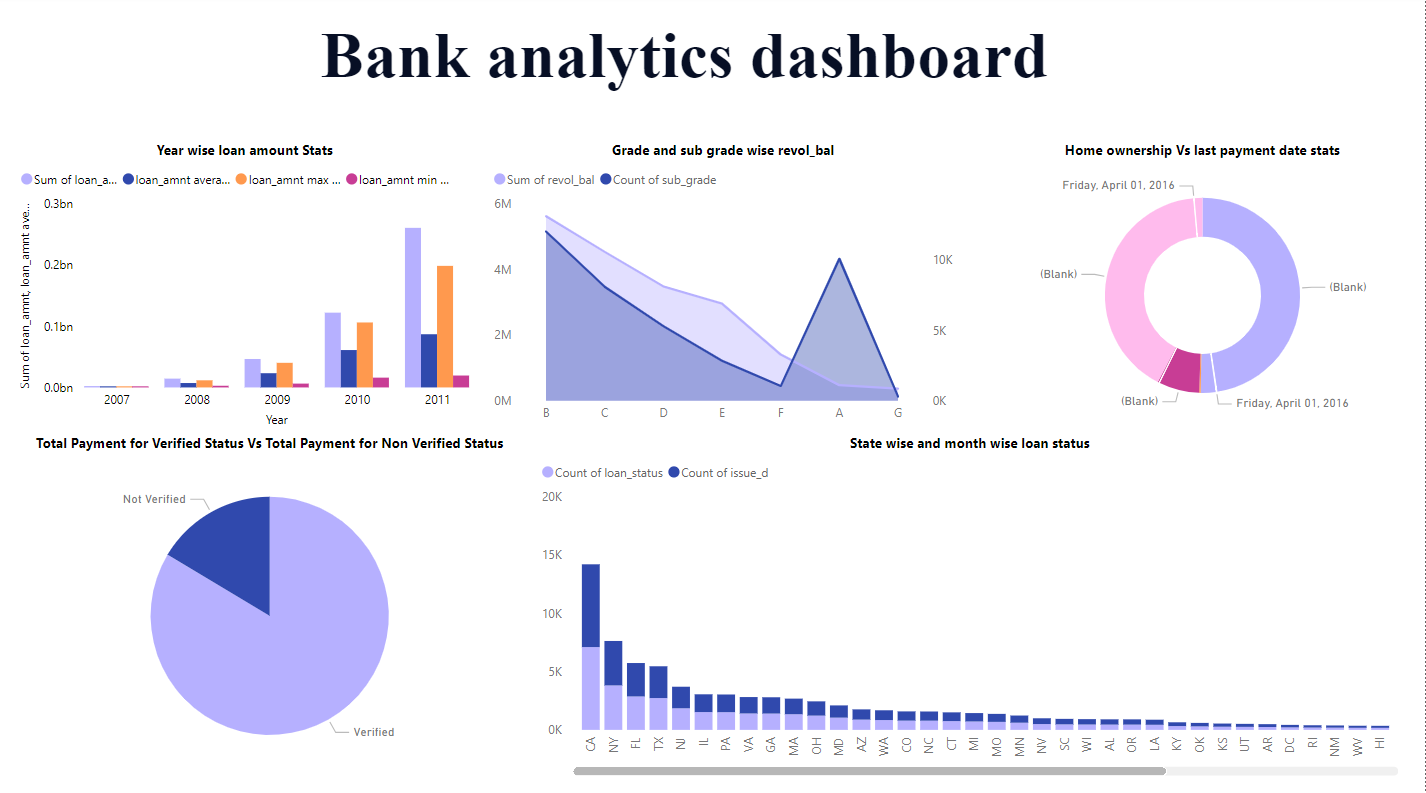 Bank analytics dashboard
Year wise loan amount Stats
Sum of loan_a... loan_amnt avera... loan_amnt max ... loan_amnt min ...
Sum of loan_amnt, loan_amnt ave...
0.3bn
0.2bn
0.1bn
0.0bn
2007 2008 2009 2010 2011
Year
Grade and sub grade wise revol_bal
Sum of revol_bal Count of sub_grade
6M
4M
2M
0M
10K
5K
0K
B C D E F A G
Home ownership Vs last payment date stats
Friday, April 01, 2016
(Blank)
(Blank)
(Blank)
Friday, April 01, 2016
Total Payment for Verified Status Vs Total Payment for Non Verified Status
Not Verified
Verified
State wise and month wise loan status
Count of loan_status Count of issue_d
20K
15K
10K
5K
0K
CA NY FL TX NJ IL PA VA GA MA OH MD AZ WA CO NC CT MI MO MN NV SC WI AL OR LA KY OK KS UT AR DC RI NM WV HI